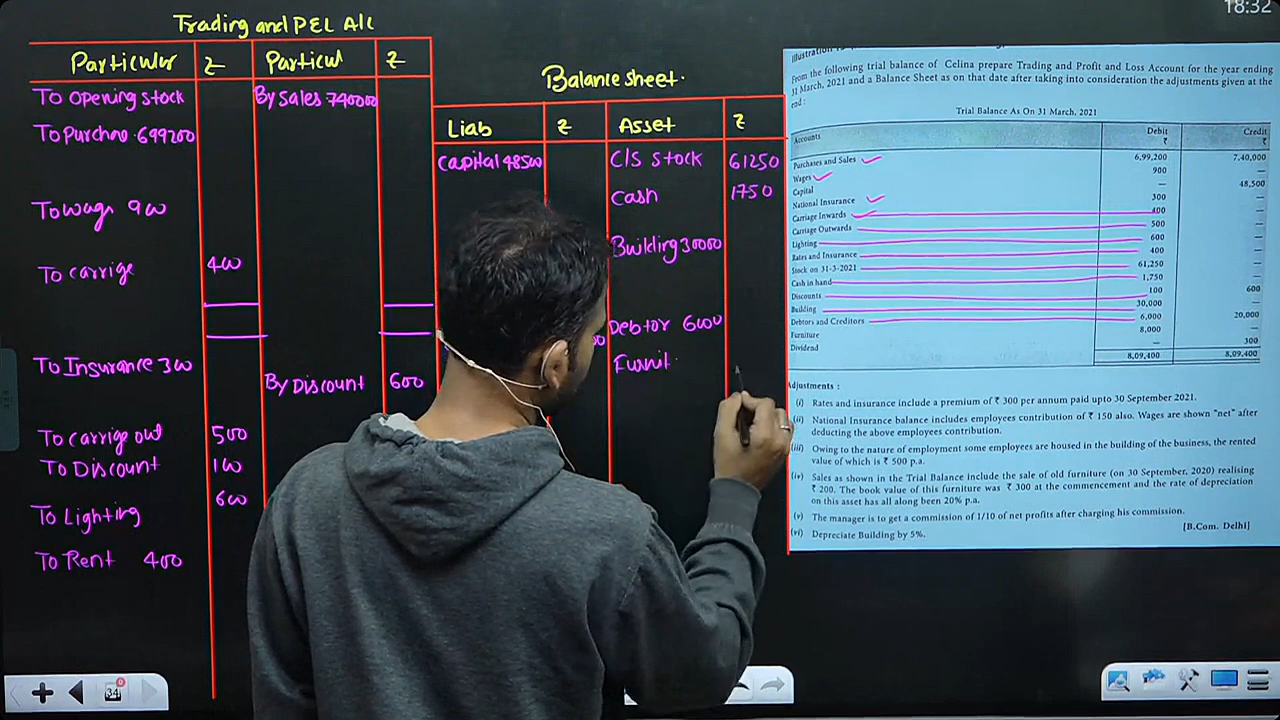 18:32
Trading and P&L A/c
Particular ₹ Particul ₹
To opening stock By Sales 740000
To Purchase 699200
To wages 900
To carrige 400
To Insurance 300
By Discount 600
To carrige out 500
To Discount 100
To Lighting 600
To Rent 400
Balance sheet
Liab ₹ Asset ₹
Capital 48500 C/S stock 61250
Cash 1750
Building 30000
Debtor 6000
Furnit
From the following trial balance of Celina prepare Trading and Profit and Loss Account for the year ending
31 March, 2021 and a Balance Sheet as on that date after taking into consideration the adjustments given at the
end :
Trial Balance As On 31 March, 2021
Accounts Debit ₹ Credit ₹
Purchases and Sales 6,99,200 7,40,000
Wages 900 —
Capital — 48,500
National Insurance 300 —
Carriage Inwards 400 —
Carriage Outwards 500 —
Lighting 600 —
Rates and Insurance 400 —
Stock on 31-3-2021 61,250 —
Cash in hand 1,750 —
Discounts 100 600
Building 30,000 —
Debtors and Creditors 6,000 20,000
Furniture 8,000 —
Dividend — 300
8,09,400 8,09,400
Adjustments :
(i) Rates and insurance include a premium of ₹ 300 per annum paid upto 30 September 2021.
(ii) National Insurance balance includes employees contribution of ₹ 150 also. Wages are shown "net" after
deducting the above employees contribution.
(iii) Owing to the nature of employment some employees are housed in the building of the business, the rented
value of which is ₹ 500 p.a.
(iv) Sales as shown in the Trial Balance include the sale of old furniture (on 30 September, 2020) realising
₹ 200. The book value of this furniture was ₹ 300 at the commencement and the rate of depreciation
on this asset has all along been 20% p.a.
(v) The manager is to get a commission of 1/10 of net profits after charging his commission.
(vi) Depreciate Building by 5%. [B.Com. Delhi]
34